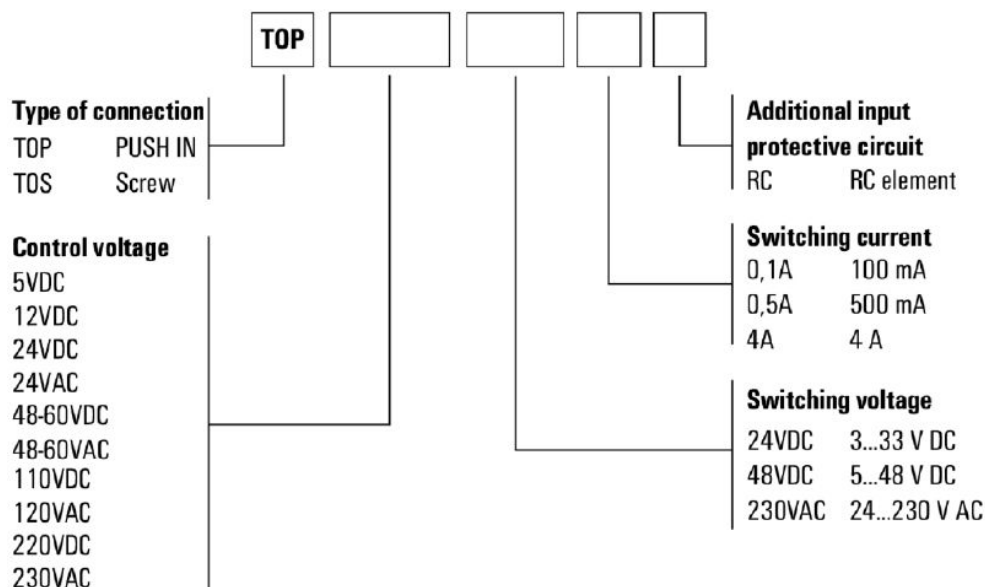 TOP
Type of connection
TOP PUSH IN
TOS Screw
Control voltage
5VDC
12VDC
24VDC
24VAC
48-60VDC
48-60VAC
110VDC
120VAC
220VDC
230VAC
Additional input
protective circuit
RC RC element
Switching current
0,1A 100 mA
0,5A 500 mA
4A 4 A
Switching voltage
24VDC 3...33 V DC
48VDC 5...48 V DC
230VAC 24...230 V AC